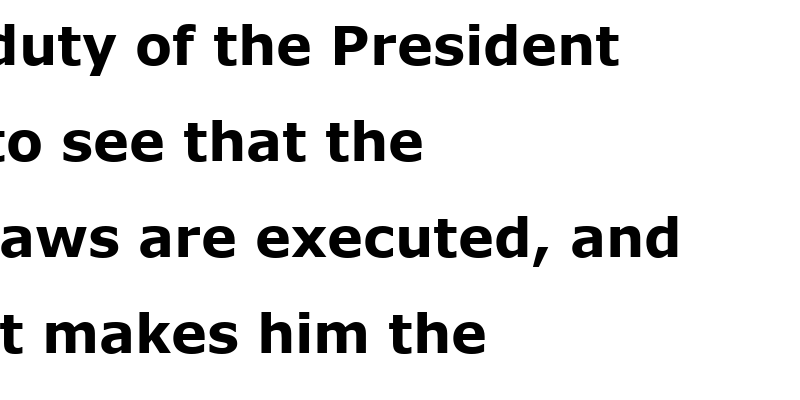 duty of the President
to see that the
aws are executed, and
t makes him the